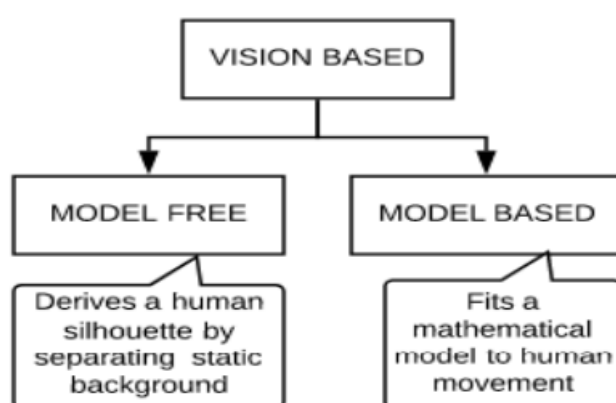 VISION BASED
MODEL FREE
MODEL BASED
Derives a human
silhouette by
separating static
background
Fits a
mathematical
model to human
movement